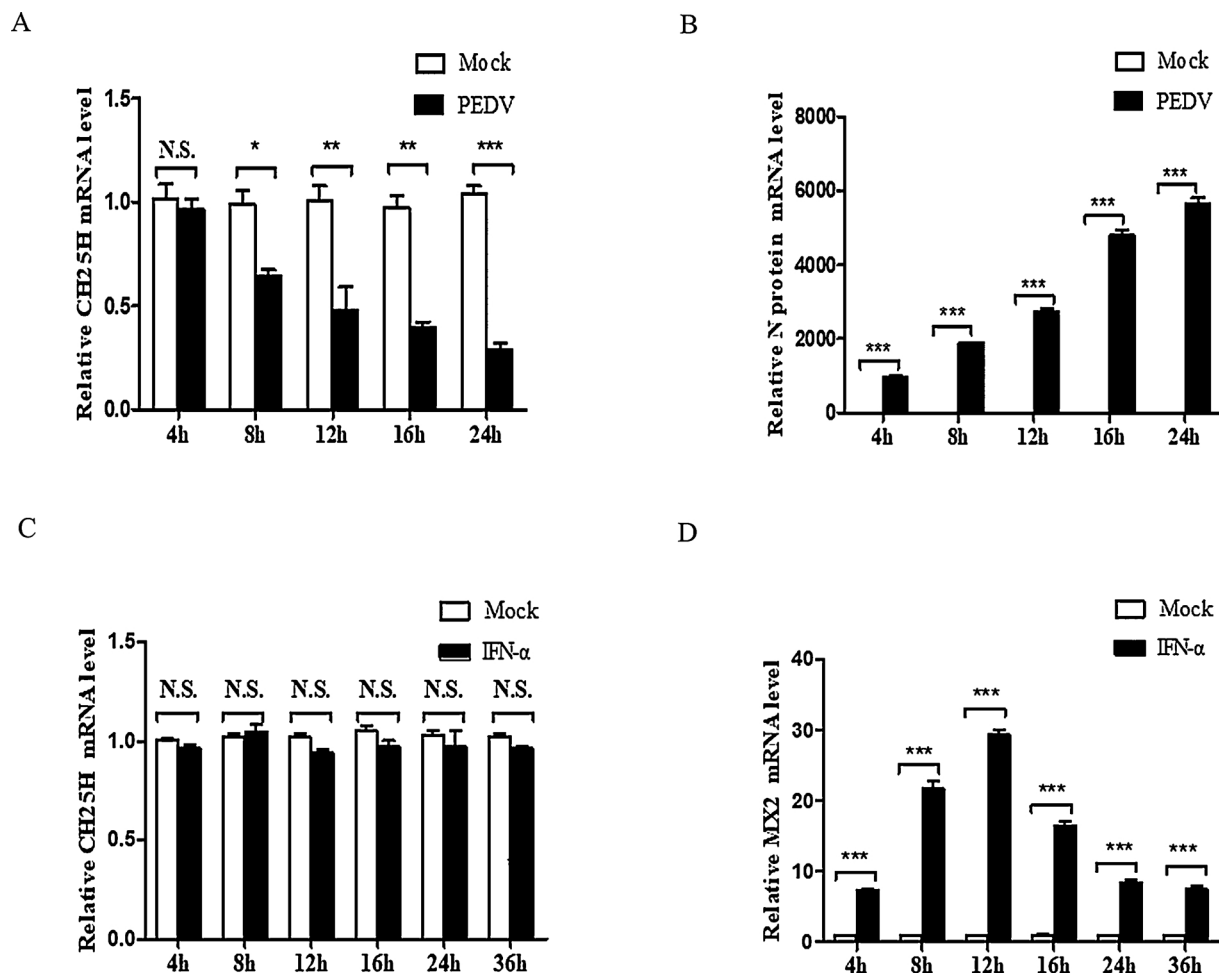 A
Mock
PEDV
Relative CH25H mRNA level
1.5
1.0
0.5
0.0
N.S.
*
**
**
***
4h
8h
12h
16h
24h
B
Mock
PEDV
Relative N protein mRNA level
8000
6000
4000
2000
0
***
***
***
***
***
4h
8h
12h
16h
24h
C
Mock
IFN-α
Relative CH25H mRNA level
1.5
1.0
0.5
0.0
N.S.
N.S.
N.S.
N.S.
N.S.
N.S.
4h
8h
12h
16h
24h
36h
D
Mock
IFN-α
Relative MX2 mRNA level
40
30
20
10
0
***
***
***
***
***
***
4h
8h
12h
16h
24h
36h